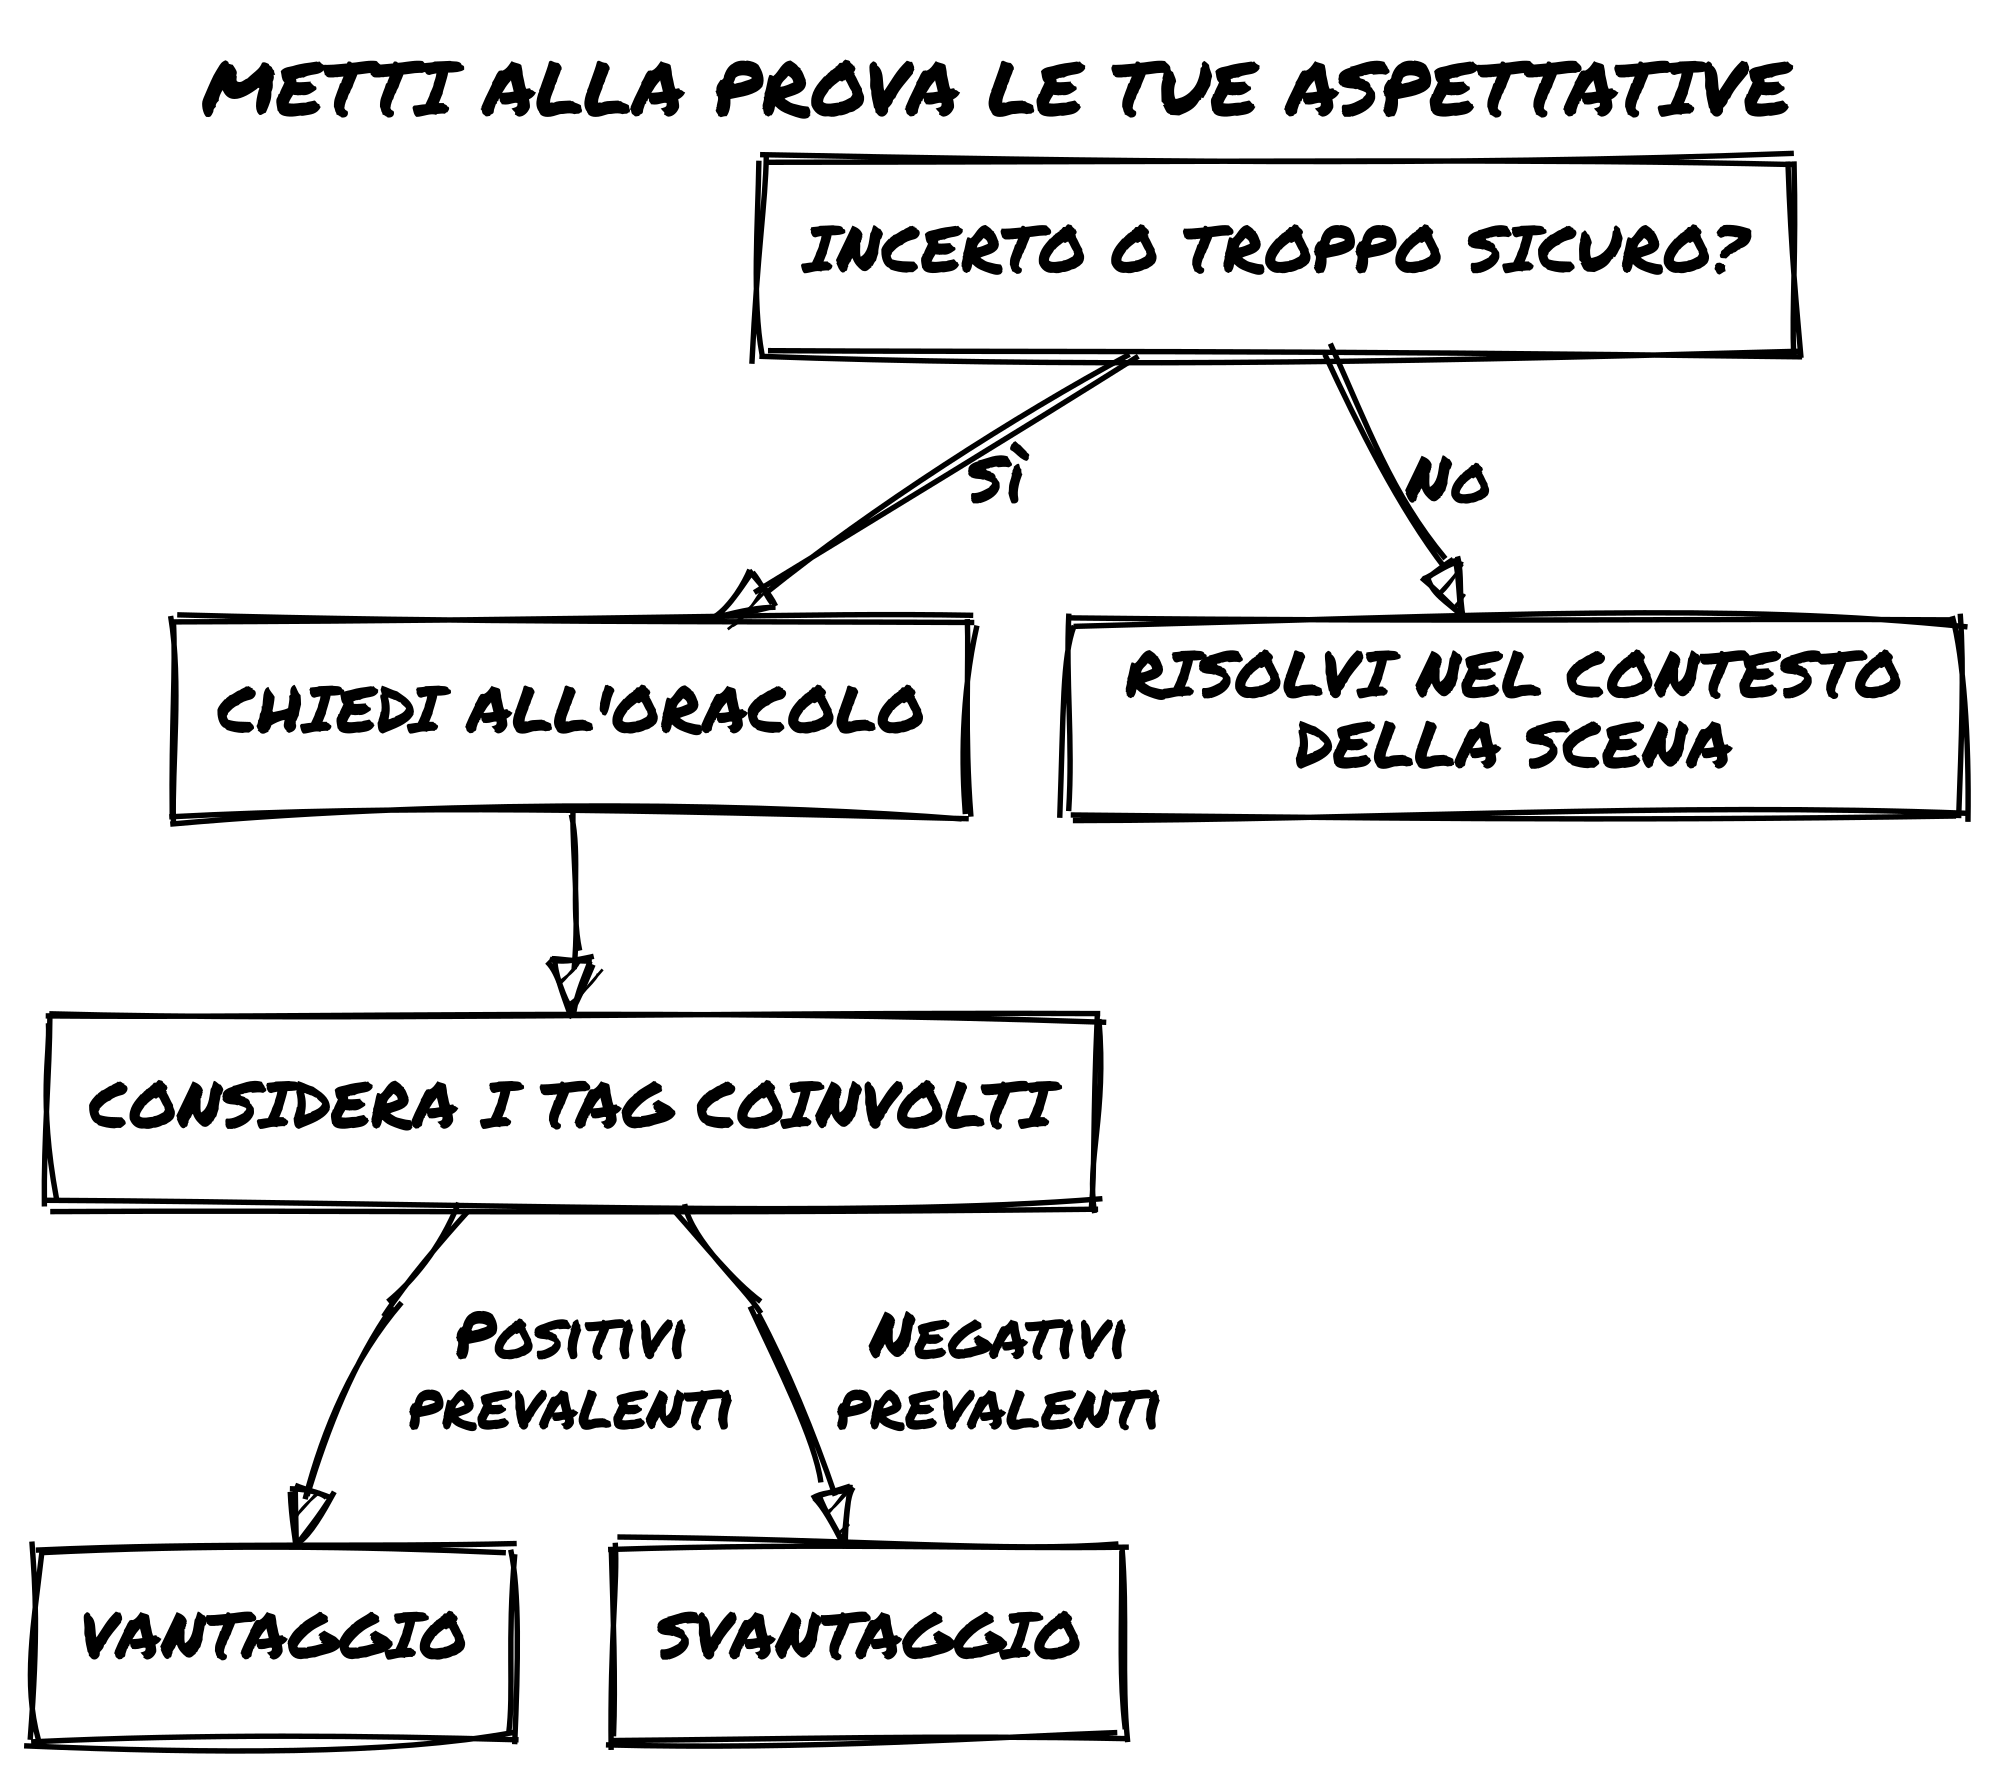 METTI ALLA PROVA LE TUE ASPETTATIVE
INCERTO O TROPPO SICURO?
Sì
No
CHIEDI ALL'ORACOLO
RISOLVI NEL CONTESTO
DELLA SCENA
CONSIDERA I TAG COINVOLTI
Positivi
prevalenti
Negativi
prevalenti
VANTAGGIO
SVANTAGGIO